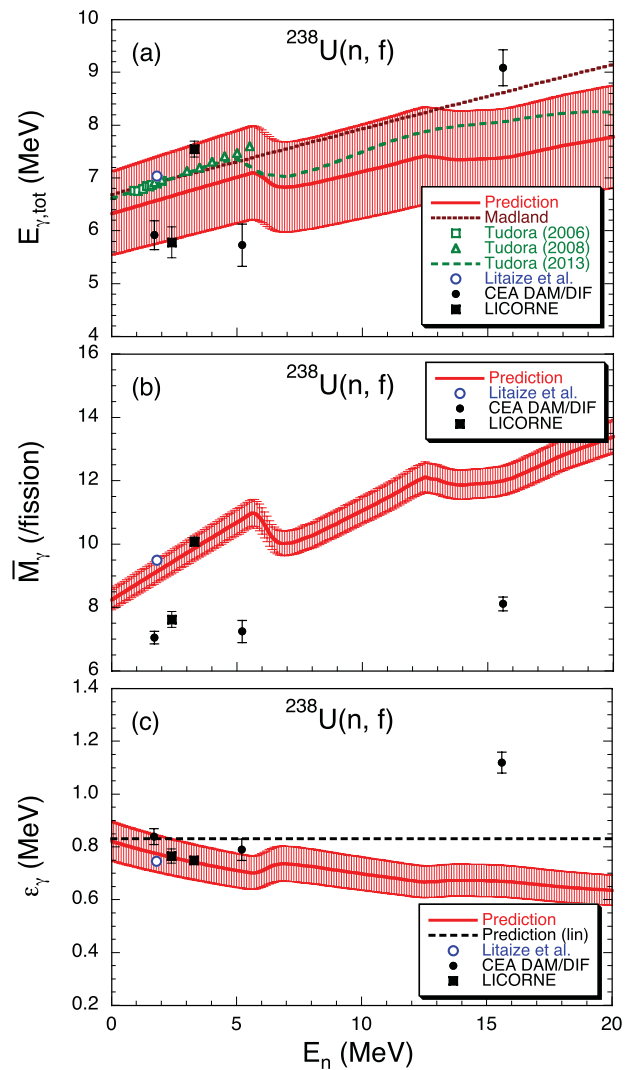 (a)
²³⁸U(n, f)
E_γ,tot (MeV)
10
9
8
7
6
5
4
Prediction
Madland
Tudora (2006)
Tudora (2008)
Tudora (2013)
Litaize et al.
CEA DAM/DIF
LICORNE
(b)
²³⁸U(n, f)
M̅_γ (/fission)
16
14
12
10
8
6
Prediction
Litaize et al.
CEA DAM/DIF
LICORNE
(c)
²³⁸U(n, f)
ε_γ (MeV)
1.4
1.2
1.0
0.8
0.6
0.4
0.2
Prediction
Prediction (lin)
Litaize et al.
CEA DAM/DIF
LICORNE
0 5 10 15 20
E_n (MeV)